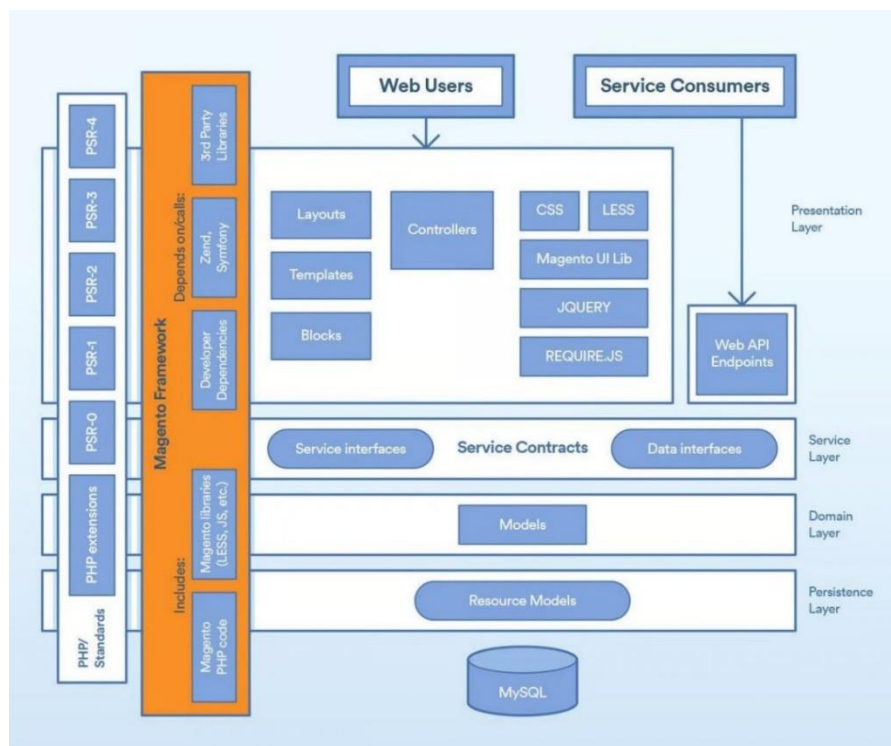 Web Users
Service Consumers
PSR-4
PSR-3
PSR-2
PSR-1
PSR-0
PHP extensions
PHP/
Standards
Magento Framework
Depends on/calls:
3rd Party
Libraries
Zend,
Symfony
Developer
Dependencies
Includes:
Magento libraries
(LESS, JS, etc.)
Magento
PHP code
Layouts
Templates
Blocks
Controllers
CSS
LESS
Magento UI Lib
JQUERY
REQUIRE.JS
Presentation
Layer
Web API
Endpoints
Service interfaces
Service Contracts
Data interfaces
Service
Layer
Models
Domain
Layer
Resource Models
Persistence
Layer
MySQL